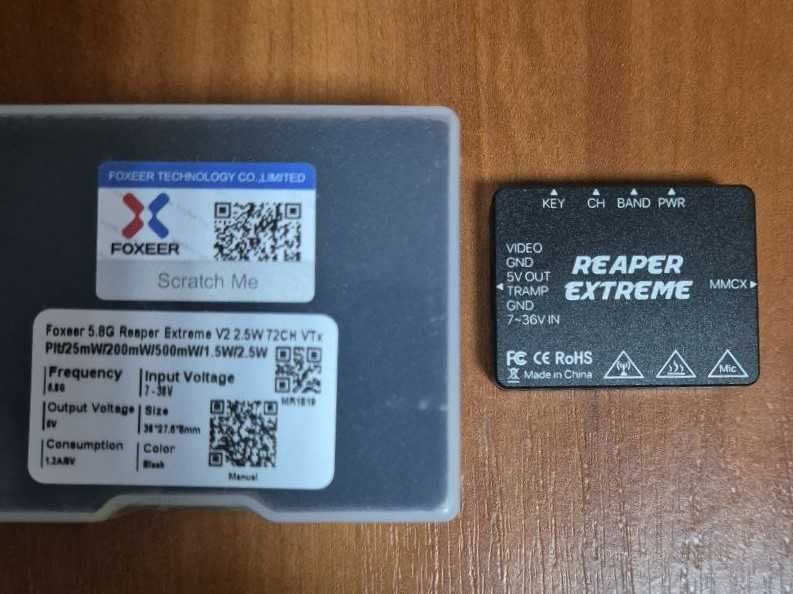 FOXEER TECHNOLOGY CO.,LIMITED
FOXEER
Scratch Me
Foxeer 5.8G Reaper Extreme V2 2.5W 72CH VTx
Pit/25mW/200mW/500mW/1.5W/2.5W
Frequency
5.8G
Input Voltage
7 - 36V
MR1819
Output Voltage
5V
Size
36*27.6*8mm
Consumption
1.2A/8V
Color
Black
Manual
KEY CH BAND PWR
VIDEO
GND
5V OUT
TRAMP
GND
7~36V IN
REAPER
EXTREME
MMCX
FC CE RoHS
Made in China
Mic